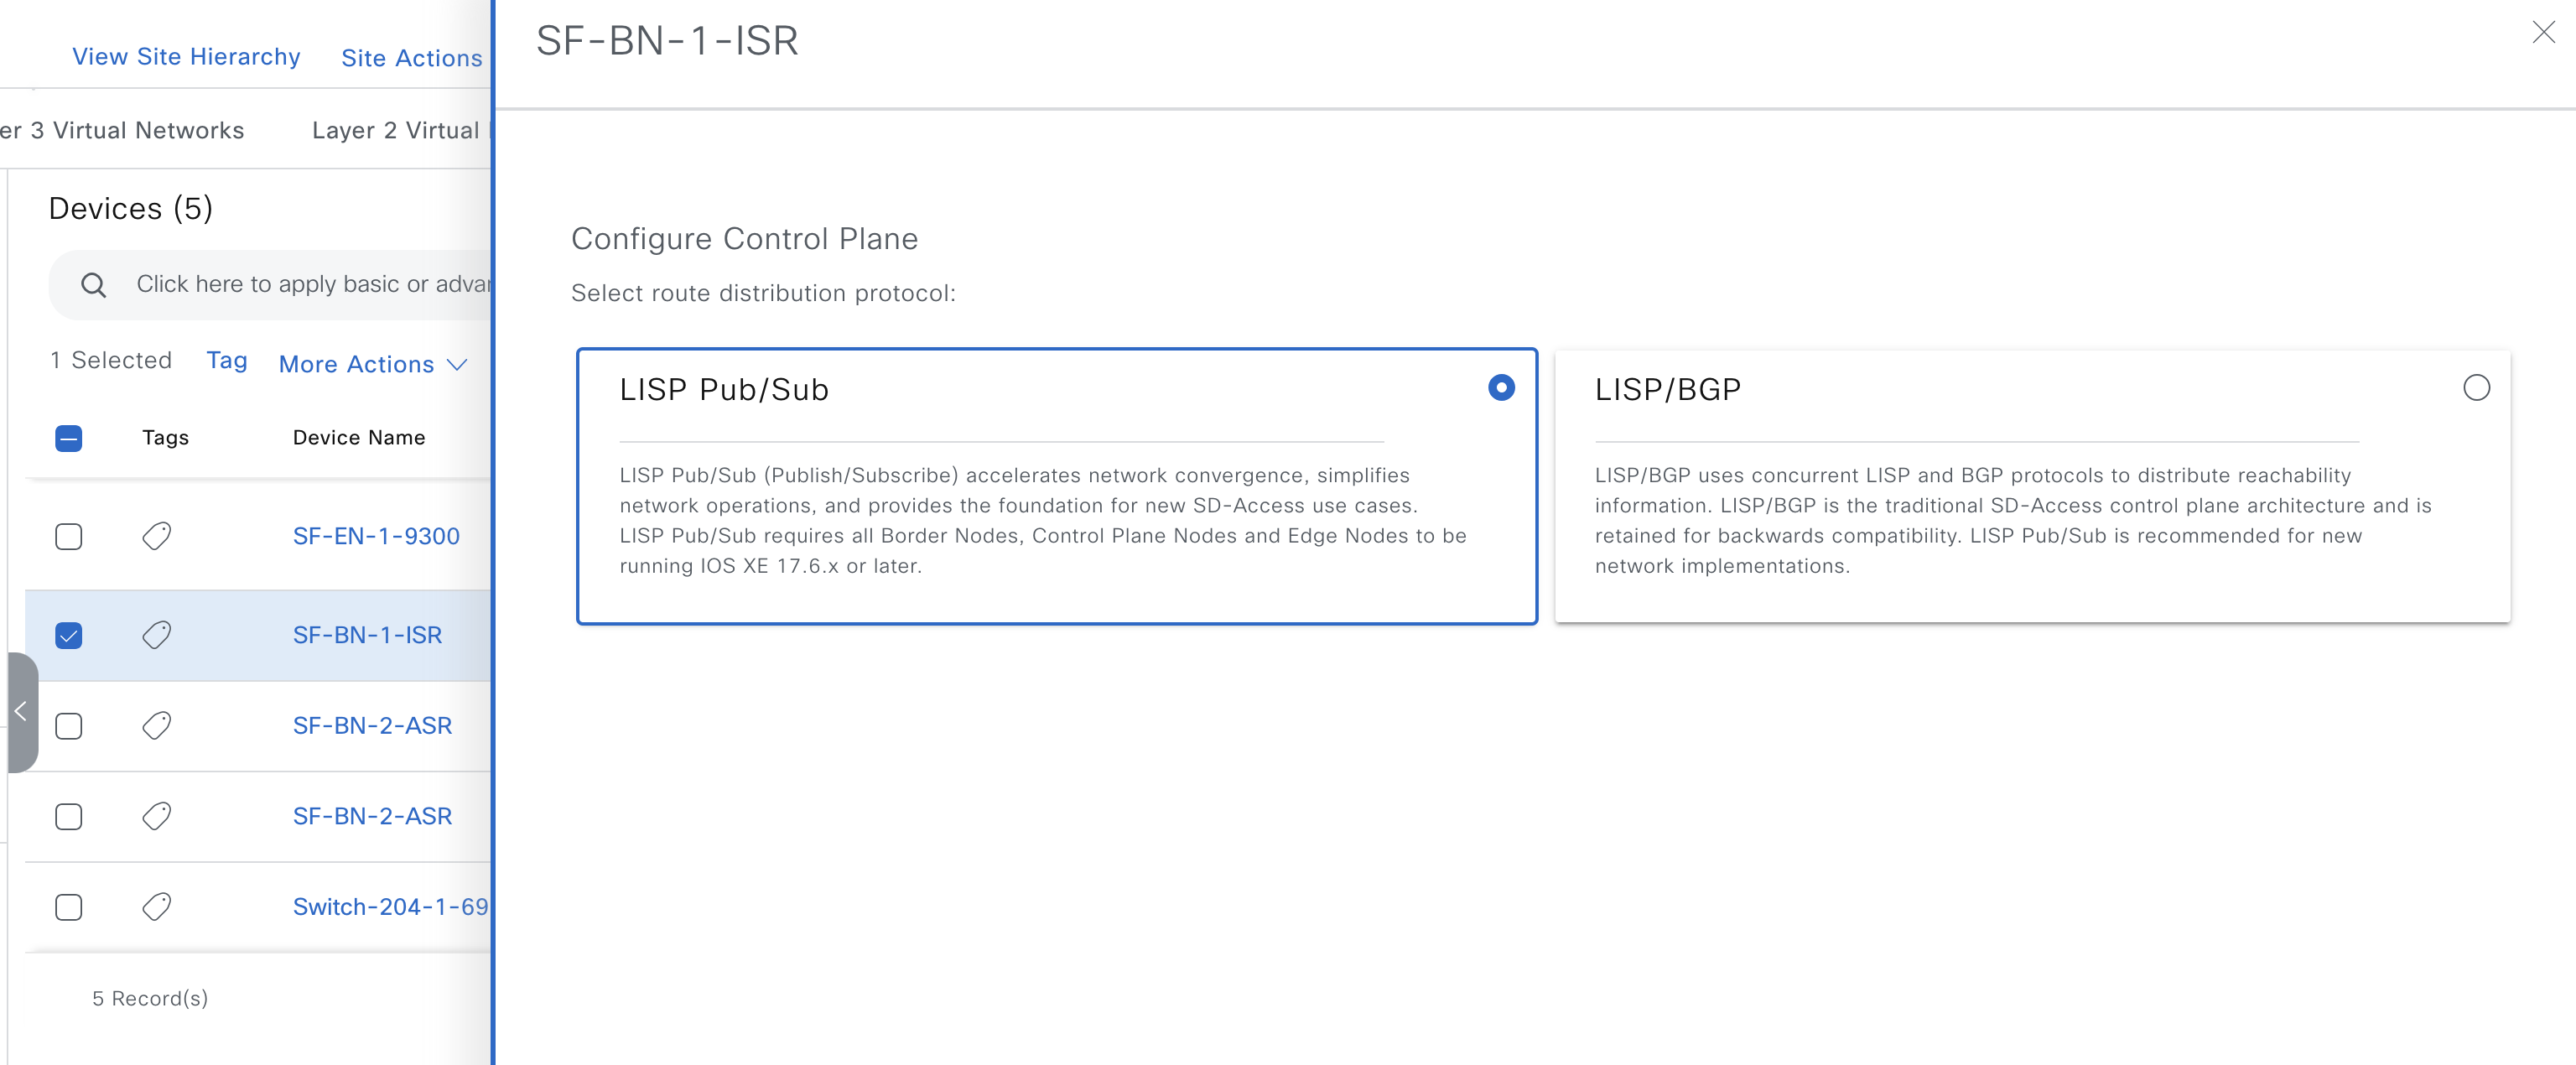 View Site Hierarchy
Site Actions
er 3 Virtual Networks
Layer 2 Virtual
Devices (5)
Click here to apply basic or advan
1 Selected
Tag
More Actions
Tags
Device Name
SF-EN-1-9300
SF-BN-1-ISR
SF-BN-2-ASR
SF-BN-2-ASR
Switch-204-1-69
5 Record(s)
SF-BN-1-ISR
Configure Control Plane
Select route distribution protocol:
LISP Pub/Sub
LISP Pub/Sub (Publish/Subscribe) accelerates network convergence, simplifies
network operations, and provides the foundation for new SD-Access use cases.
LISP Pub/Sub requires all Border Nodes, Control Plane Nodes and Edge Nodes to be
running IOS XE 17.6.x or later.
LISP/BGP
LISP/BGP uses concurrent LISP and BGP protocols to distribute reachability
information. LISP/BGP is the traditional SD-Access control plane architecture and is
retained for backwards compatibility. LISP Pub/Sub is recommended for new
network implementations.